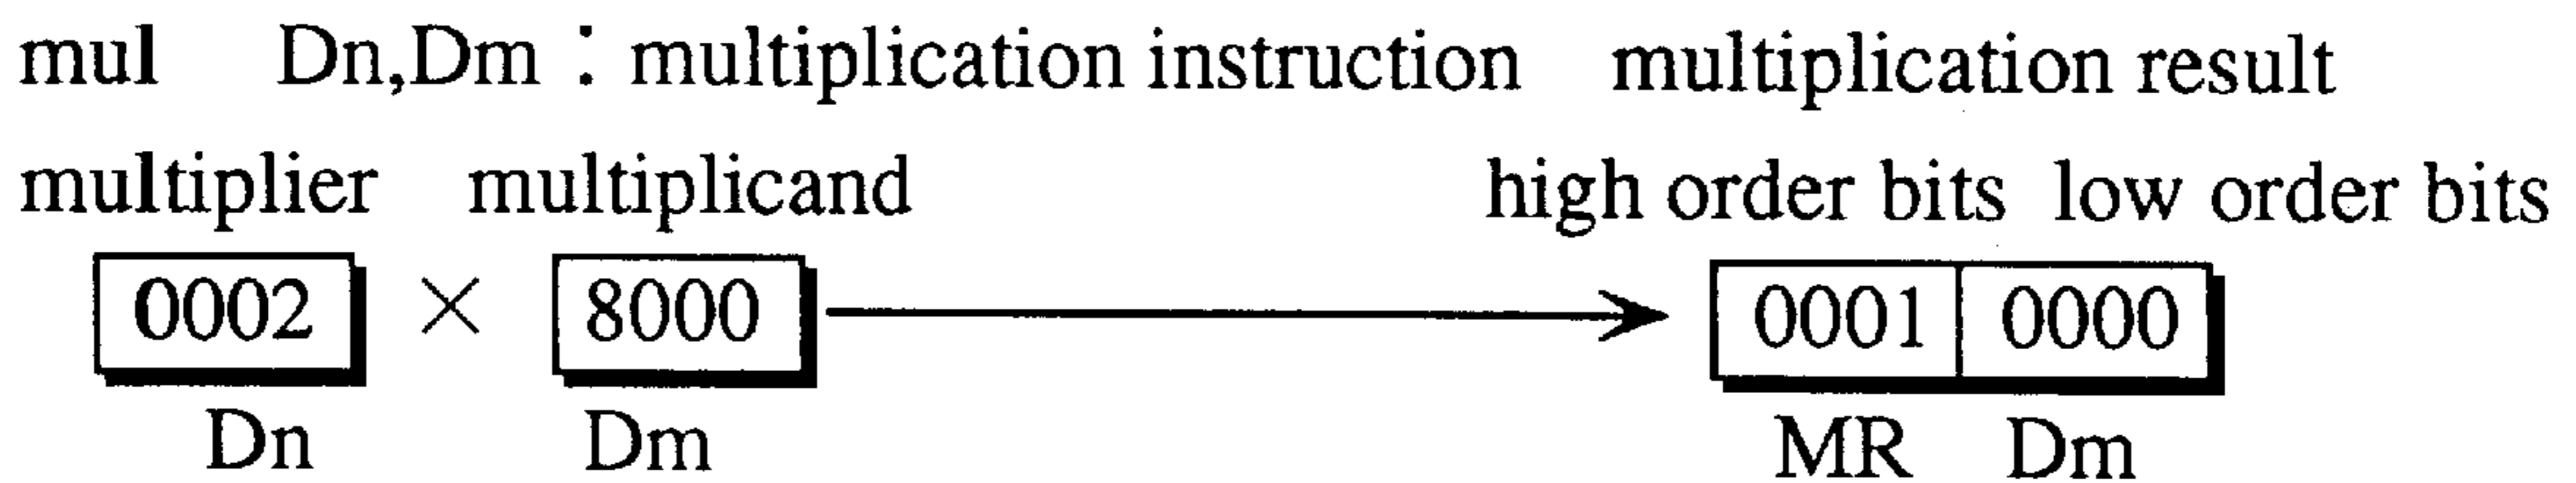 mul Dn,Dm : multiplication instruction multiplication result
multiplier multiplicand high order bits low order bits
0002 × 8000 0001 0000
Dn Dm MR Dm